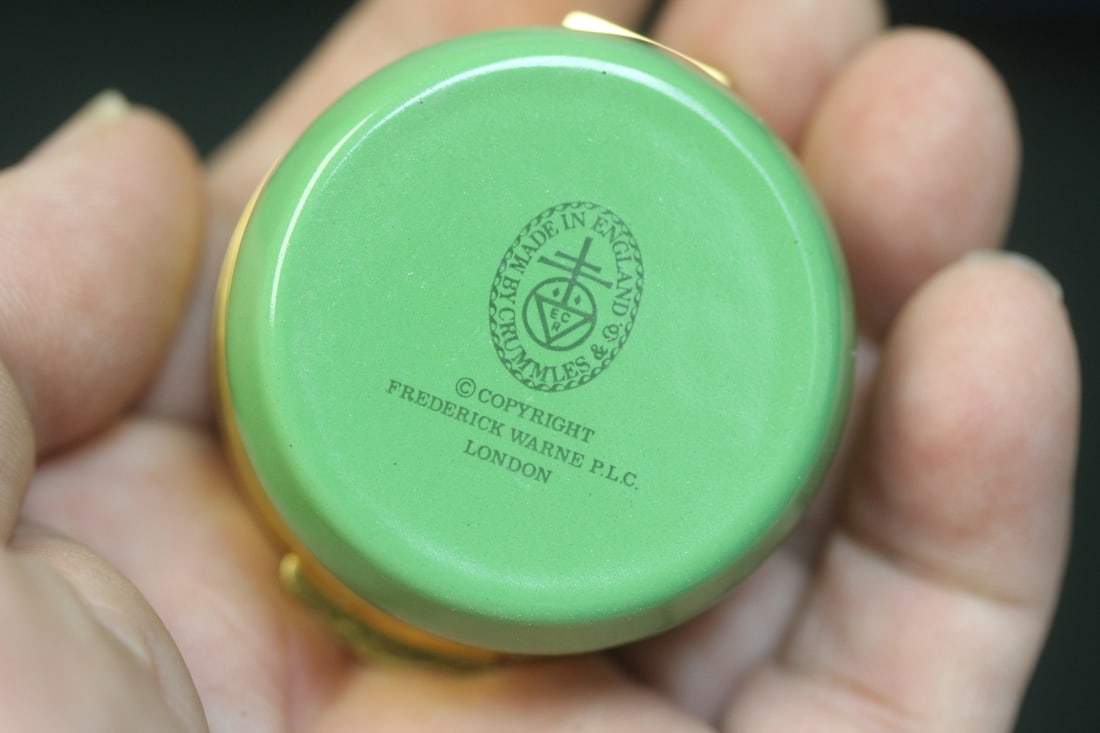 MADE IN ENGLAND
BY CRUMMLES & Co.
ECR
© COPYRIGHT
FREDERICK WARNE P.L.C.
LONDON